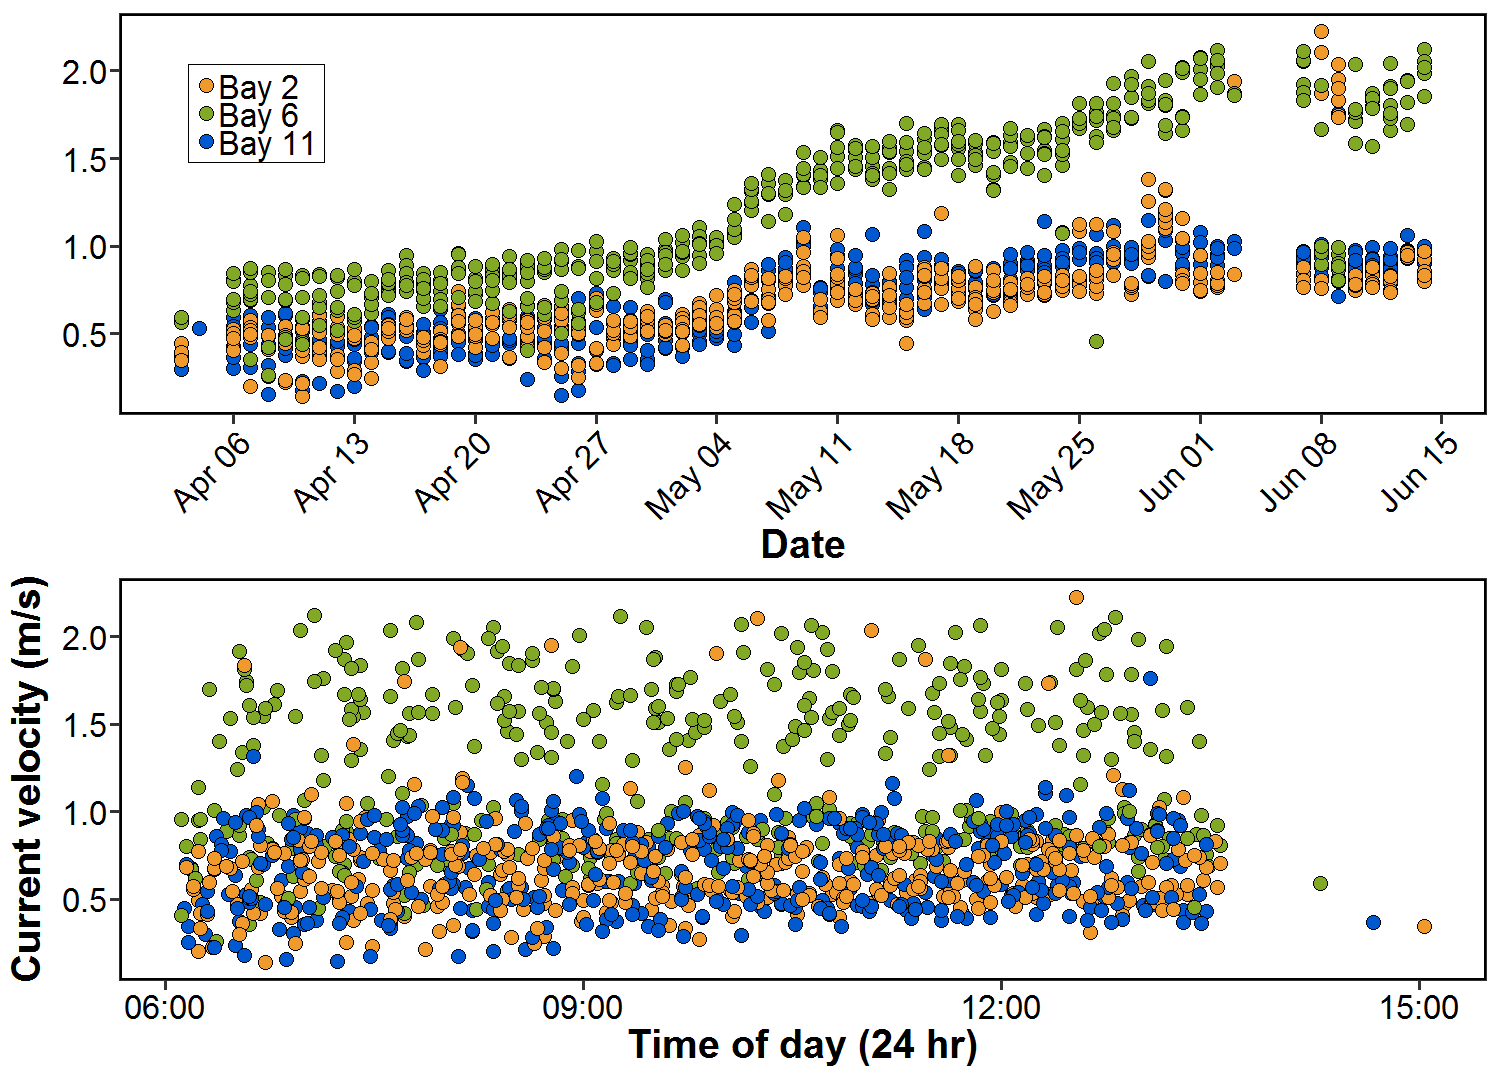 2.0
1.5
1.0
0.5
Bay 2
Bay 6
Bay 11
Apr 06
Apr 13
Apr 20
Apr 27
May 04
May 11
May 18
May 25
Jun 01
Jun 08
Jun 15
Date
Current velocity (m/s)
2.0
1.5
1.0
0.5
06:00
09:00
12:00
15:00
Time of day (24 hr)